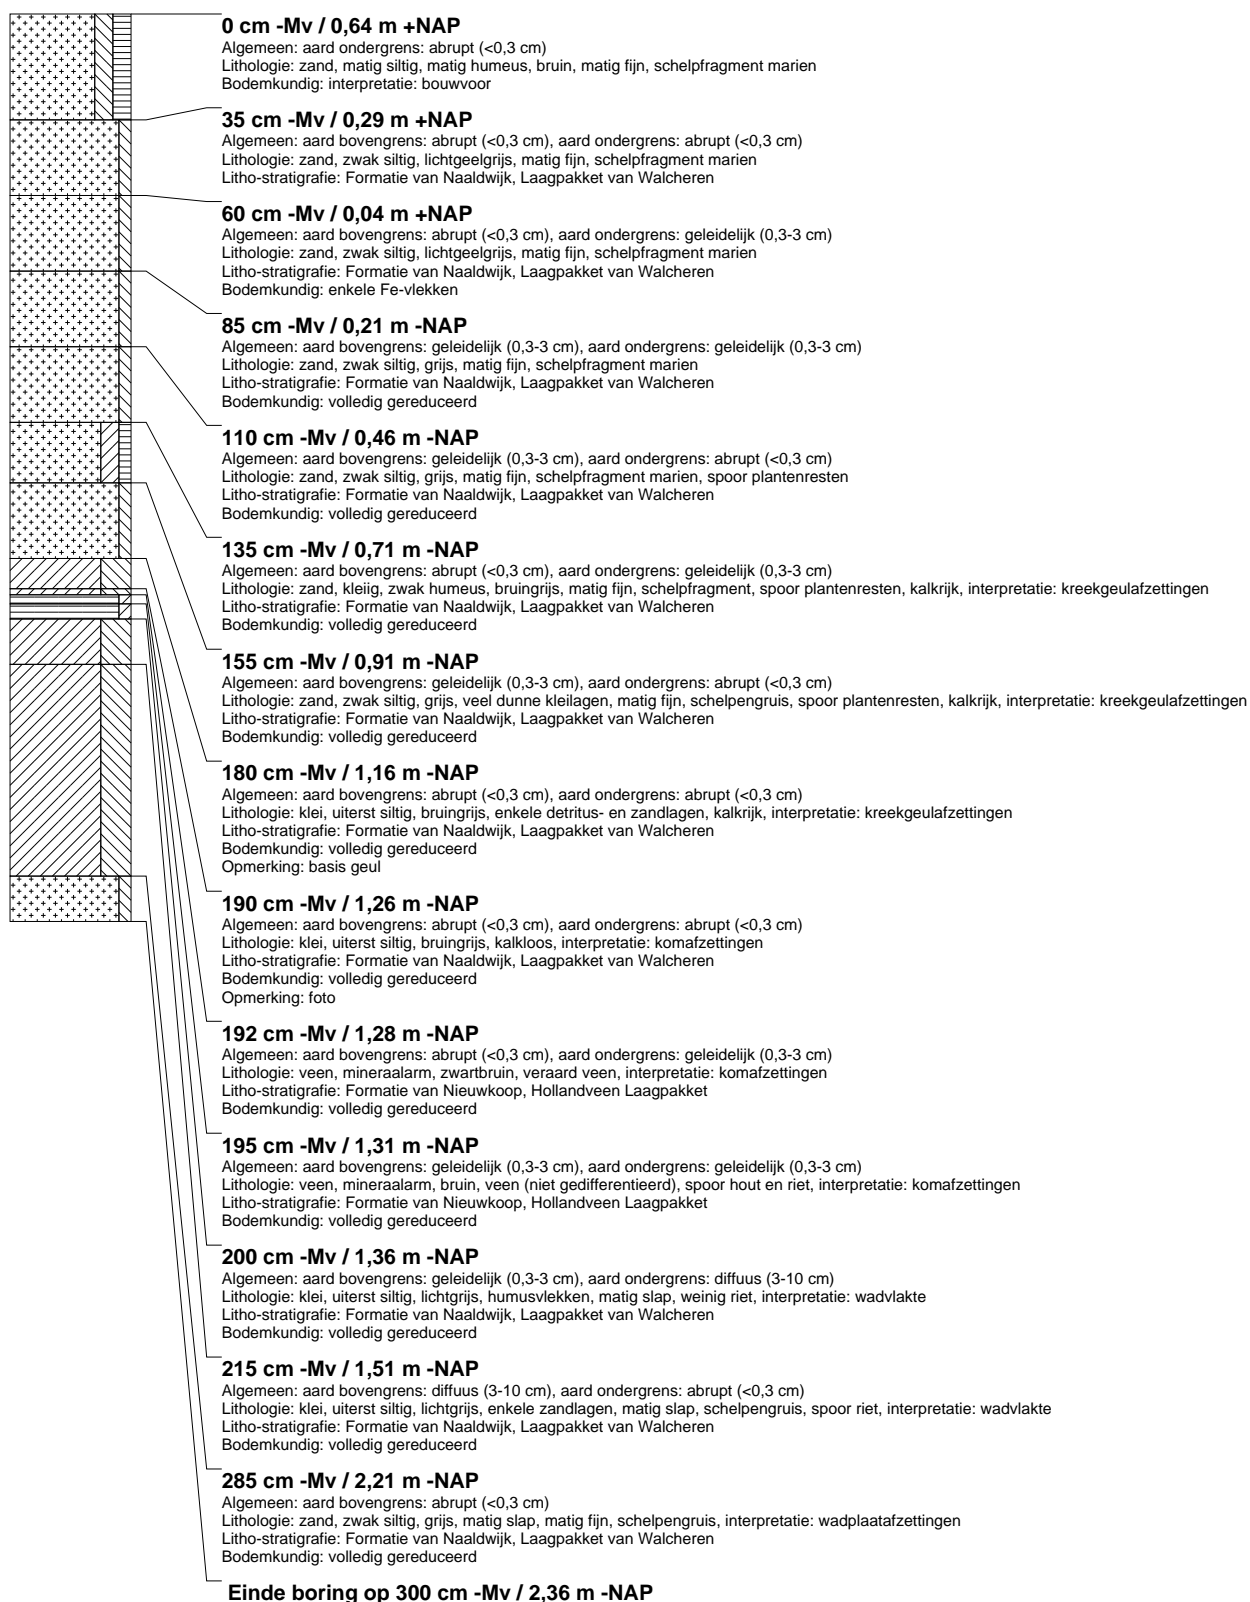 0 cm -Mv / 0,64 m +NAP
Algemeen: aard ondergrens: abrupt (<0,3 cm)
Lithologie: zand, matig siltig, matig humeus, bruin, matig fijn, schelpfragment marien
Bodemkundig: interpretatie: bouwvoor
35 cm -Mv / 0,29 m +NAP
Algemeen: aard bovengrens: abrupt (<0,3 cm), aard ondergrens: abrupt (<0,3 cm)
Lithologie: zand, zwak siltig, lichtgeelgrijs, matig fijn, schelpfragment marien
Litho-stratigrafie: Formatie van Naaldwijk, Laagpakket van Walcheren
60 cm -Mv / 0,04 m +NAP
Algemeen: aard bovengrens: abrupt (<0,3 cm), aard ondergrens: geleidelijk (0,3-3 cm)
Lithologie: zand, zwak siltig, lichtgeelgrijs, matig fijn, schelpfragment marien
Litho-stratigrafie: Formatie van Naaldwijk, Laagpakket van Walcheren
Bodemkundig: enkele Fe-vlekken
85 cm -Mv / 0,21 m -NAP
Algemeen: aard bovengrens: geleidelijk (0,3-3 cm), aard ondergrens: geleidelijk (0,3-3 cm)
Lithologie: zand, zwak siltig, grijs, matig fijn, schelpfragment marien
Litho-stratigrafie: Formatie van Naaldwijk, Laagpakket van Walcheren
Bodemkundig: volledig gereduceerd
110 cm -Mv / 0,46 m -NAP
Algemeen: aard bovengrens: geleidelijk (0,3-3 cm), aard ondergrens: abrupt (<0,3 cm)
Lithologie: zand, zwak siltig, grijs, matig fijn, schelpfragment marien, spoor plantenresten
Litho-stratigrafie: Formatie van Naaldwijk, Laagpakket van Walcheren
Bodemkundig: volledig gereduceerd
135 cm -Mv / 0,71 m -NAP
Algemeen: aard bovengrens: abrupt (<0,3 cm), aard ondergrens: geleidelijk (0,3-3 cm)
Lithologie: zand, kleiig, zwak humeus, bruingrijs, matig fijn, schelpfragment, spoor plantenresten, kalkrijk, interpretatie: kreekgeulafzettingen
Litho-stratigrafie: Formatie van Naaldwijk, Laagpakket van Walcheren
Bodemkundig: volledig gereduceerd
155 cm -Mv / 0,91 m -NAP
Algemeen: aard bovengrens: geleidelijk (0,3-3 cm), aard ondergrens: abrupt (<0,3 cm)
Lithologie: zand, zwak siltig, grijs, veel dunne kleilagen, matig fijn, schelpengruis, spoor plantenresten, kalkrijk, interpretatie: kreekgeulafzettingen
Litho-stratigrafie: Formatie van Naaldwijk, Laagpakket van Walcheren
Bodemkundig: volledig gereduceerd
180 cm -Mv / 1,16 m -NAP
Algemeen: aard bovengrens: abrupt (<0,3 cm), aard ondergrens: abrupt (<0,3 cm)
Lithologie: klei, uiterst siltig, bruingrijs, enkele detritus- en zandlagen, kalkrijk, interpretatie: kreekgeulafzettingen
Litho-stratigrafie: Formatie van Naaldwijk, Laagpakket van Walcheren
Bodemkundig: volledig gereduceerd
Opmerking: basis geul
190 cm -Mv / 1,26 m -NAP
Algemeen: aard bovengrens: abrupt (<0,3 cm), aard ondergrens: abrupt (<0,3 cm)
Lithologie: klei, uiterst siltig, bruingrijs, kalkloos, interpretatie: komafzettingen
Litho-stratigrafie: Formatie van Naaldwijk, Laagpakket van Walcheren
Bodemkundig: volledig gereduceerd
Opmerking: foto
192 cm -Mv / 1,28 m -NAP
Algemeen: aard bovengrens: abrupt (<0,3 cm), aard ondergrens: geleidelijk (0,3-3 cm)
Lithologie: veen, mineraalarm, zwartbruin, veraard veen, interpretatie: komafzettingen
Litho-stratigrafie: Formatie van Nieuwkoop, Hollandveen Laagpakket
Bodemkundig: volledig gereduceerd
195 cm -Mv / 1,31 m -NAP
Algemeen: aard bovengrens: geleidelijk (0,3-3 cm), aard ondergrens: geleidelijk (0,3-3 cm)
Lithologie: veen, mineraalarm, bruin, veen (niet gedifferentieerd), spoor hout en riet, interpretatie: komafzettingen
Litho-stratigrafie: Formatie van Nieuwkoop, Hollandveen Laagpakket
Bodemkundig: volledig gereduceerd
200 cm -Mv / 1,36 m -NAP
Algemeen: aard bovengrens: geleidelijk (0,3-3 cm), aard ondergrens: diffuus (3-10 cm)
Lithologie: klei, uiterst siltig, lichtgrijs, humusvlekken, matig slap, weinig riet, interpretatie: wadvlakte
Litho-stratigrafie: Formatie van Naaldwijk, Laagpakket van Walcheren
Bodemkundig: volledig gereduceerd
215 cm -Mv / 1,51 m -NAP
Algemeen: aard bovengrens: diffuus (3-10 cm), aard ondergrens: abrupt (<0,3 cm)
Lithologie: klei, uiterst siltig, lichtgrijs, enkele zandlagen, matig slap, schelpengruis, spoor riet, interpretatie: wadvlakte
Litho-stratigrafie: Formatie van Naaldwijk, Laagpakket van Walcheren
Bodemkundig: volledig gereduceerd
285 cm -Mv / 2,21 m -NAP
Algemeen: aard bovengrens: abrupt (<0,3 cm)
Lithologie: zand, zwak siltig, grijs, matig slap, matig fijn, schelpengruis, interpretatie: wadplaatafzettingen
Litho-stratigrafie: Formatie van Naaldwijk, Laagpakket van Walcheren
Bodemkundig: volledig gereduceerd
Einde boring op 300 cm -Mv / 2,36 m -NAP